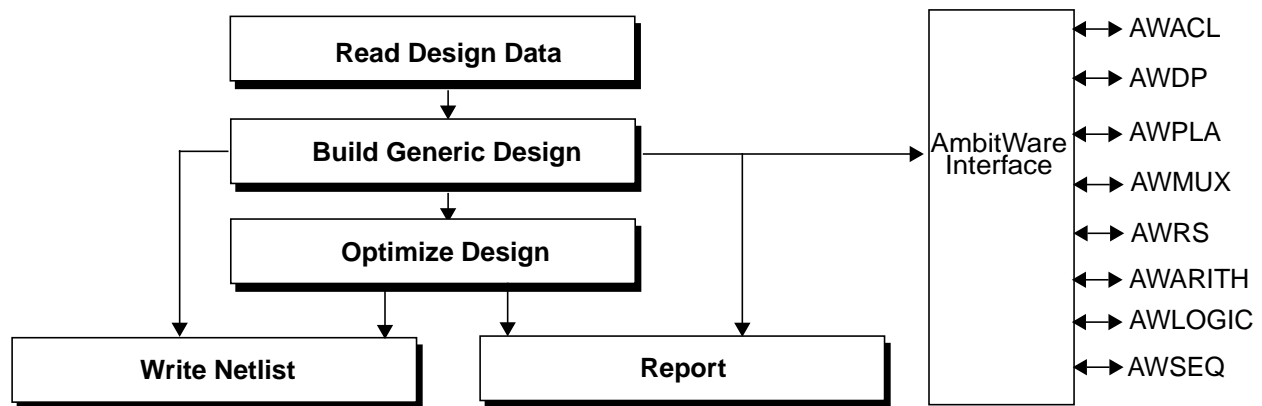 Read Design Data
Build Generic Design
Optimize Design
Write Netlist
Report
AmbitWare
Interface
AWACL
AWDP
AWPLA
AWMUX
AWRS
AWARITH
AWLOGIC
AWSEQ